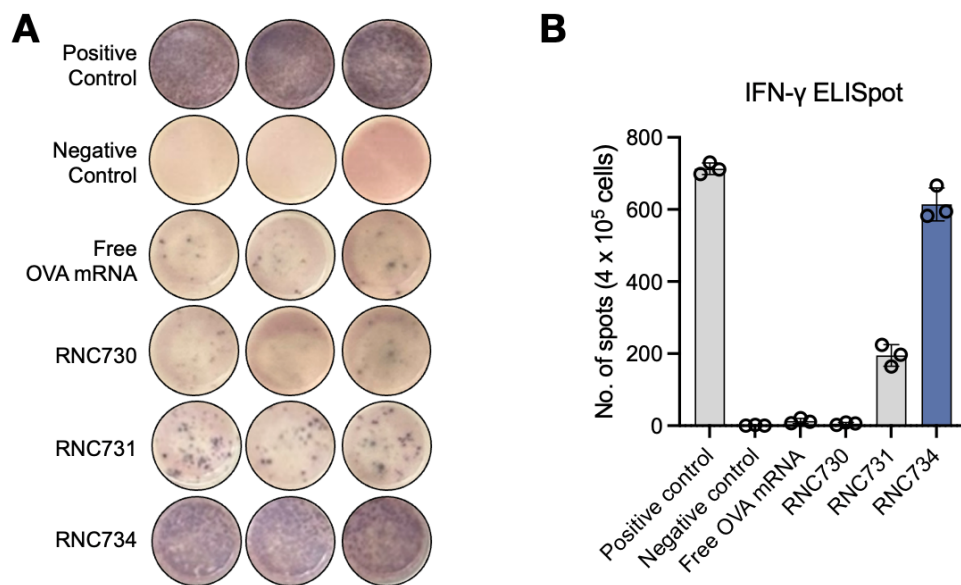 A
Positive
Control
Negative
Control
Free
OVA mRNA
RNC730
RNC731
RNC734
B
IFN-γ ELISpot
No. of spots (4 x 10⁵ cells)
800
600
400
200
0
Positive control
Negative control
Free OVA mRNA
RNC730
RNC731
RNC734